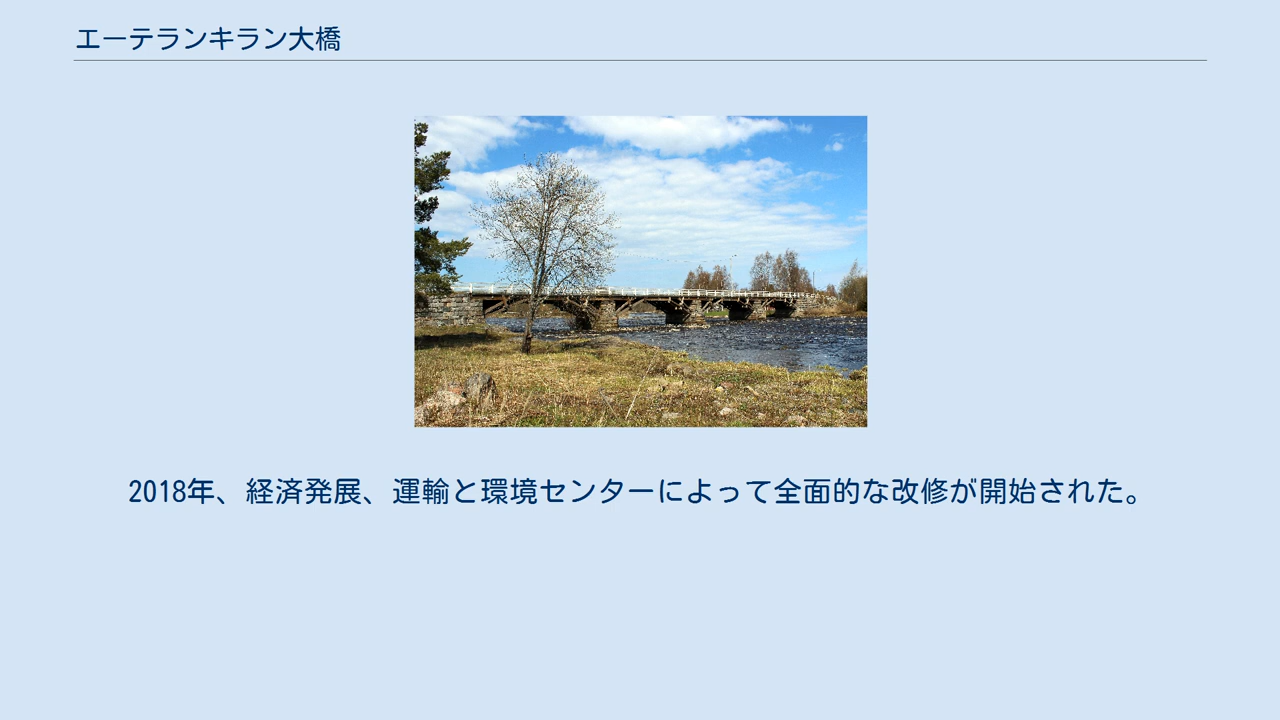 エーテランキラン大橋
2018年、経済発展、運輸と環境センターによって全面的な改修が開始された。